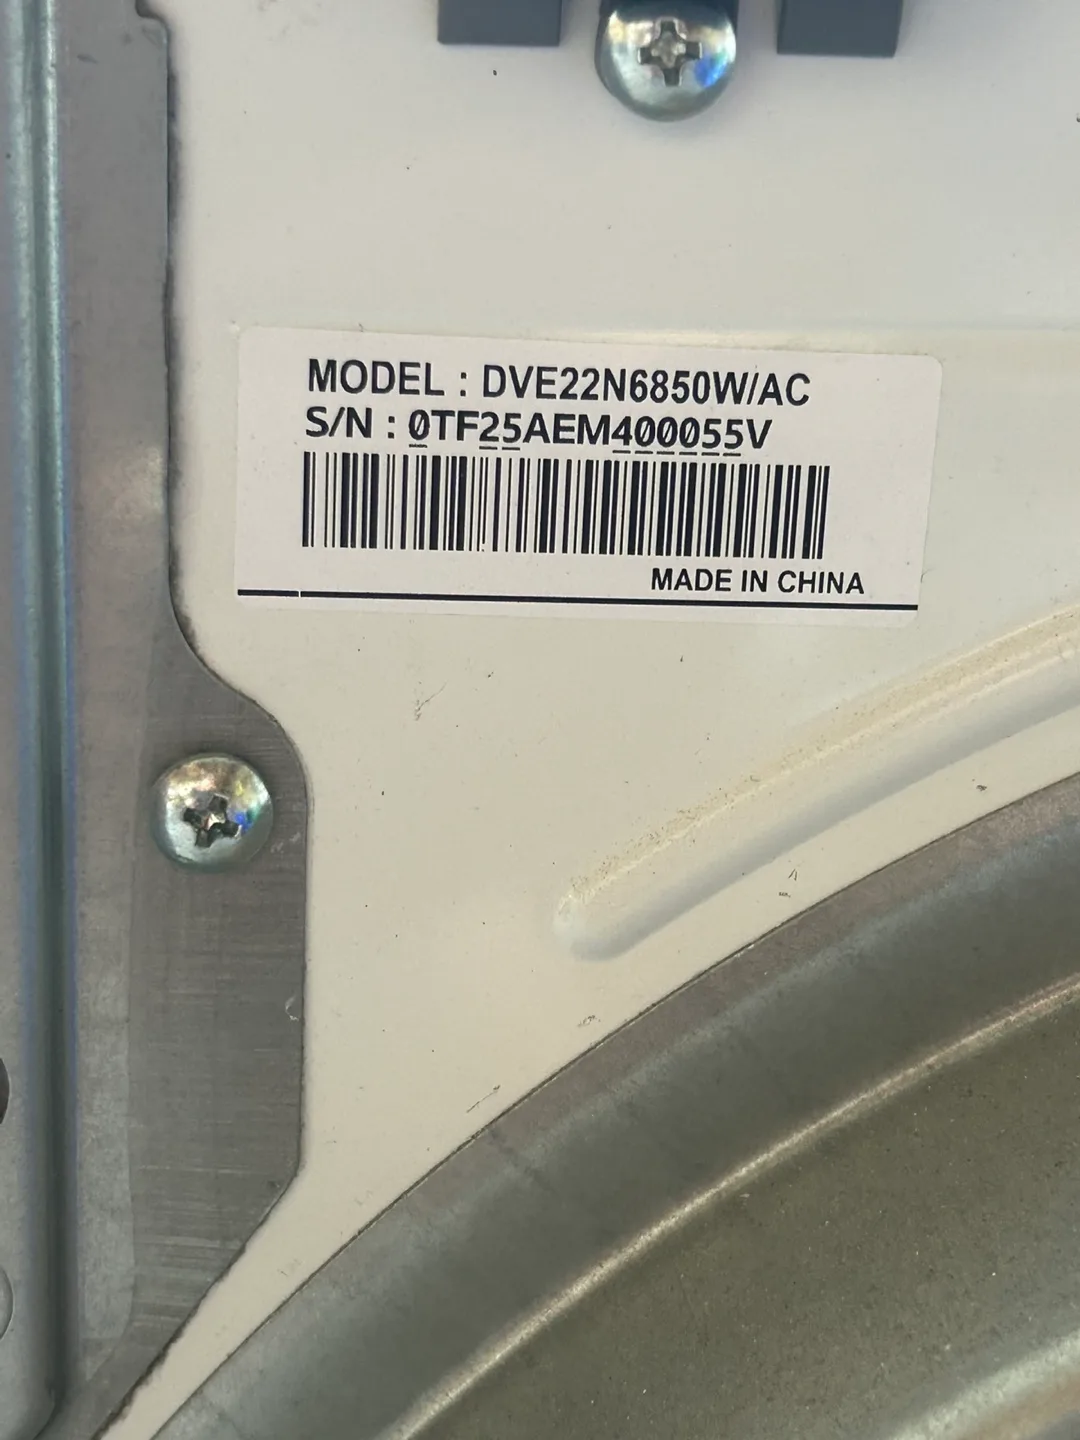 MODEL : DVE22N6850W/AC
S/N : 0TF25AEM400055V
MADE IN CHINA